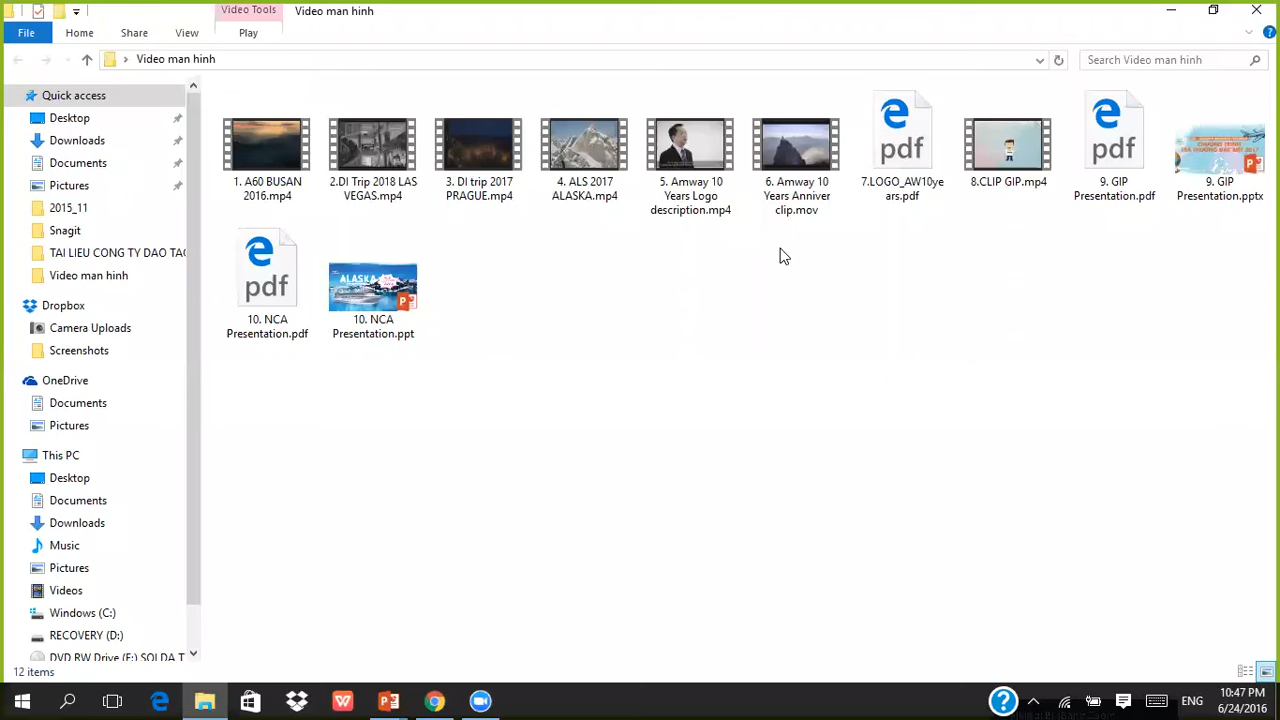 Video Tools
Video man hinh
File
Home
Share
View
Play
Video man hinh
Search Video man hinh
Quick access
Desktop
Downloads
Documents
Pictures
2015_11
Snagit
TAI LIEU CONG TY DAO TAO
Video man hinh
Dropbox
Camera Uploads
Screenshots
OneDrive
Documents
Pictures
This PC
Desktop
Documents
Downloads
Music
Pictures
Videos
Windows (C:)
RECOVERY (D:)
DVD RW Drive (E:) SOLDA T
1. A60 BUSAN
2016.mp4
2.DI Trip 2018 LAS
VEGAS.mp4
3. DI trip 2017
PRAGUE.mp4
4. ALS 2017
ALASKA.mp4
5. Amway 10
Years Logo
description.mp4
6. Amway 10
Years Anniver
clip.mov
pdf
7.LOGO_AW10ye
ars.pdf
8.CLIP GIP.mp4
pdf
9. GIP
Presentation.pdf
9. GIP
Presentation.pptx
pdf
10. NCA
Presentation.pdf
ALASKA
10. NCA
Presentation.ppt
12 items
ENG
10:47 PM
6/24/2016